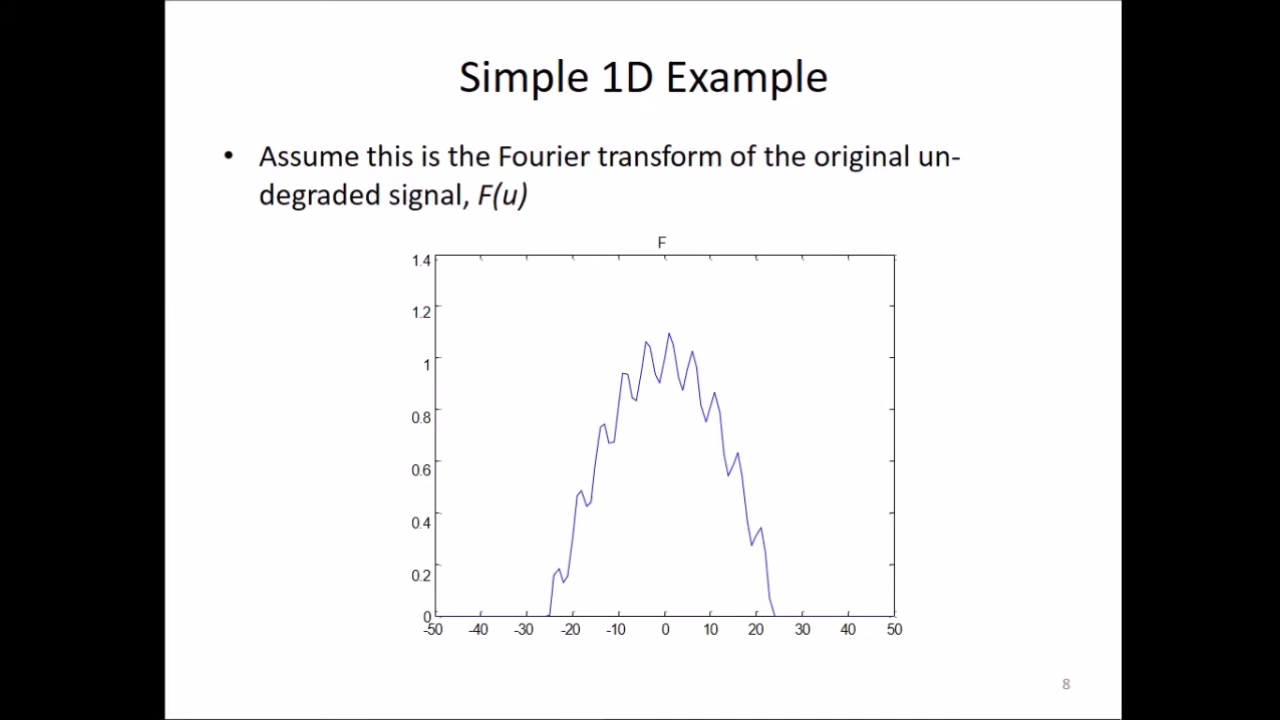 Simple 1D Example
• Assume this is the Fourier transform of the original un-
degraded signal, F(u)
F
1.4
1.2
1
0.8
0.6
0.4
0.2
0
-50 -40 -30 -20 -10 0 10 20 30 40 50
8